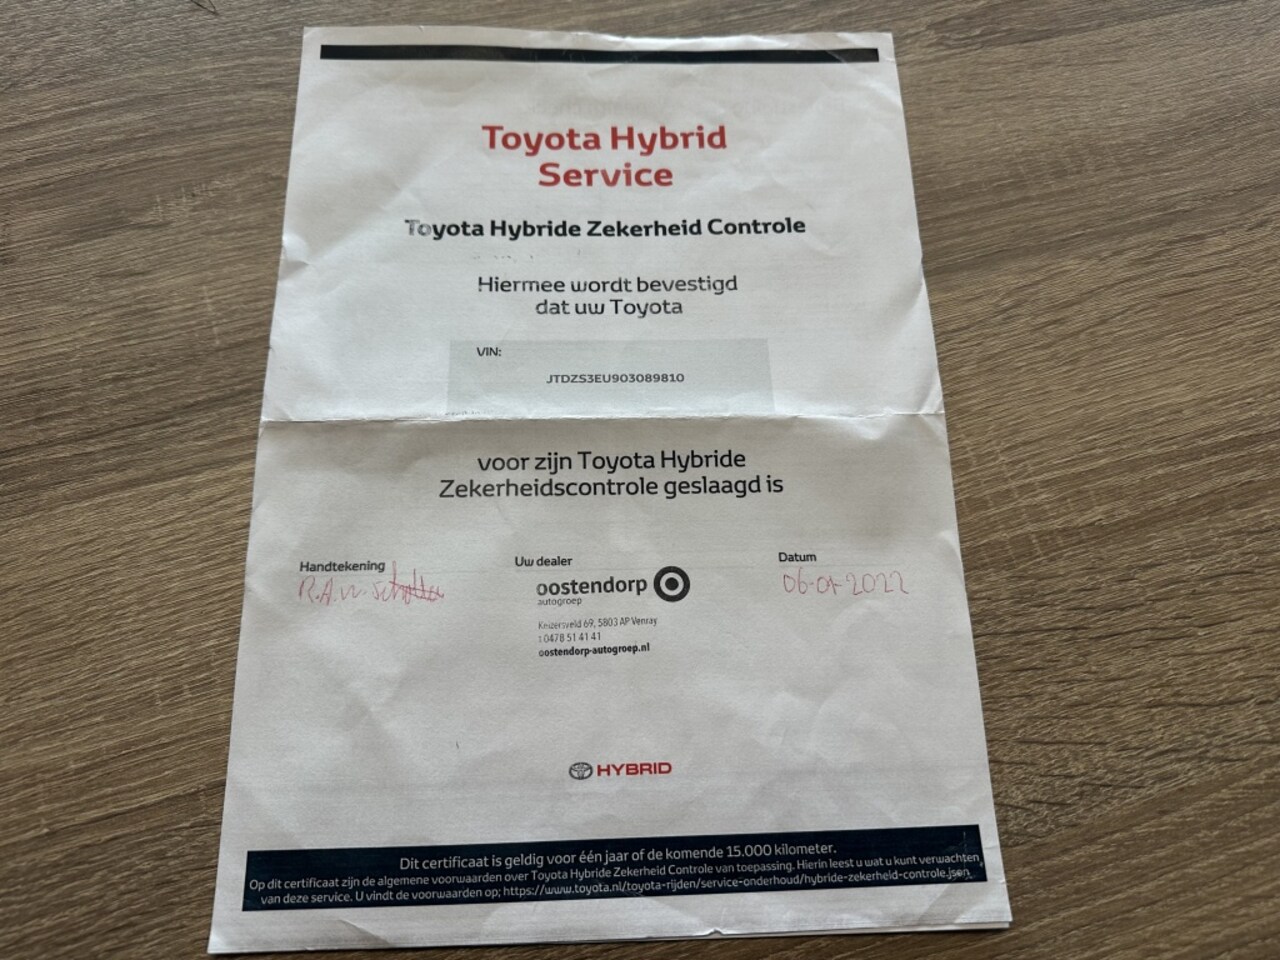 Toyota Hybrid
Service
Toyota Hybride Zekerheid Controle
Hiermee wordt bevestigd
dat uw Toyota
VIN:
JTDZS3EU903089810
voor zijn Toyota Hybride
Zekerheidscontrole geslaagd is
Handtekening
R.A.W. Scholten
Uw dealer
oostendorp
autogroep
Keizersveld 69, 5803 AP Venray
t 0478 51 41 41
oostendorp-autogroep.nl
Datum
06-07-2022
HYBRID
Dit certificaat is geldig voor één jaar of de komende 15.000 kilometer.
Op dit certificaat zijn de algemene voorwaarden over Toyota Hybride Zekerheid Controle van toepassing. Hierin leest u wat u kunt verwachten
van deze service. U vindt de voorwaarden op; https://www.toyota.nl/toyota-rijden/service-onderhoud/hybride-zekerheid-controle.json